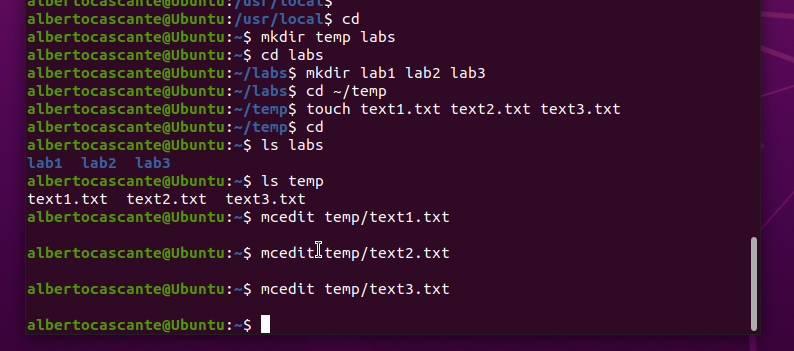 albertocascante@Ubuntu:/usr/local$
albertocascante@Ubuntu:/usr/local$ cd
albertocascante@Ubuntu:~$ mkdir temp labs
albertocascante@Ubuntu:~$ cd labs
albertocascante@Ubuntu:~/labs$ mkdir lab1 lab2 lab3
albertocascante@Ubuntu:~/labs$ cd ~/temp
albertocascante@Ubuntu:~/temp$ touch text1.txt text2.txt text3.txt
albertocascante@Ubuntu:~/temp$ cd
albertocascante@Ubuntu:~$ ls labs
lab1  lab2  lab3
albertocascante@Ubuntu:~$ ls temp
text1.txt  text2.txt  text3.txt
albertocascante@Ubuntu:~$ mcedit temp/text1.txt
albertocascante@Ubuntu:~$ mcedit temp/text2.txt
albertocascante@Ubuntu:~$ mcedit temp/text3.txt
albertocascante@Ubuntu:~$